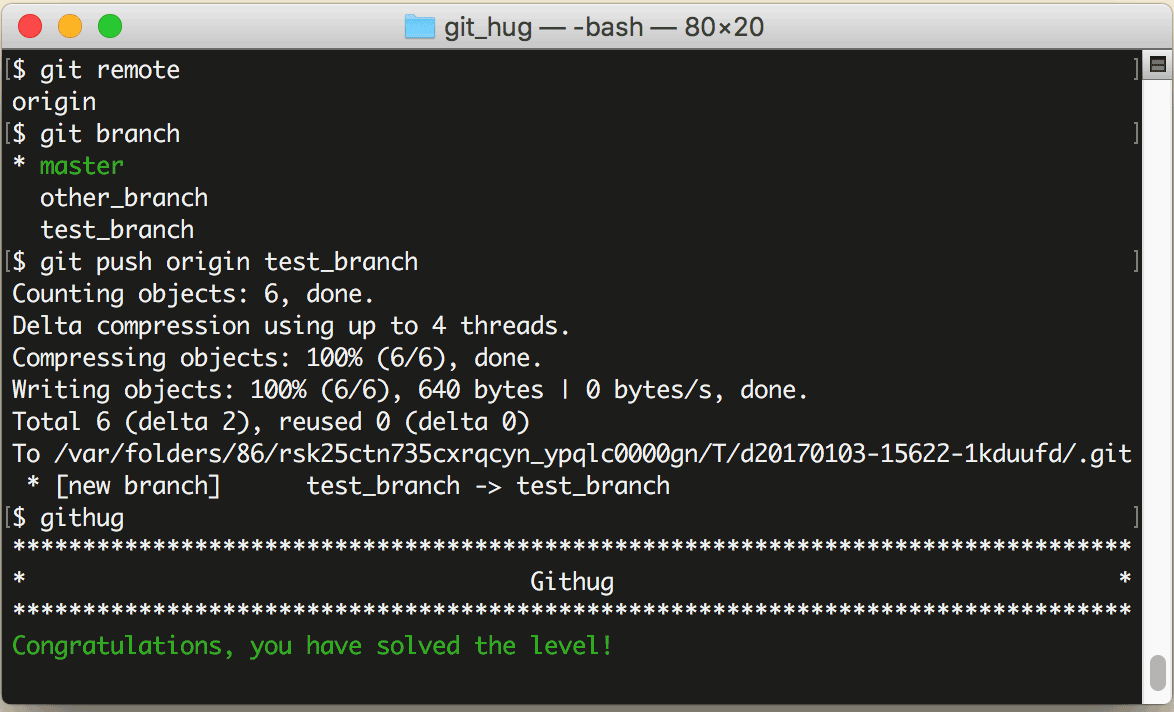 git_hug — -bash — 80×20
[$ git remote ]
origin
[$ git branch ]
* master
  other_branch
  test_branch
[$ git push origin test_branch ]
Counting objects: 6, done.
Delta compression using up to 4 threads.
Compressing objects: 100% (6/6), done.
Writing objects: 100% (6/6), 640 bytes | 0 bytes/s, done.
Total 6 (delta 2), reused 0 (delta 0)
To /var/folders/86/rsk25ctn735cxrqcyn_ypqlc0000gn/T/d20170103-15622-1kduufd/.git
 * [new branch]      test_branch -> test_branch
[$ githug ]
********************************************************************************
*                                    Githug                                    *
********************************************************************************
Congratulations, you have solved the level!